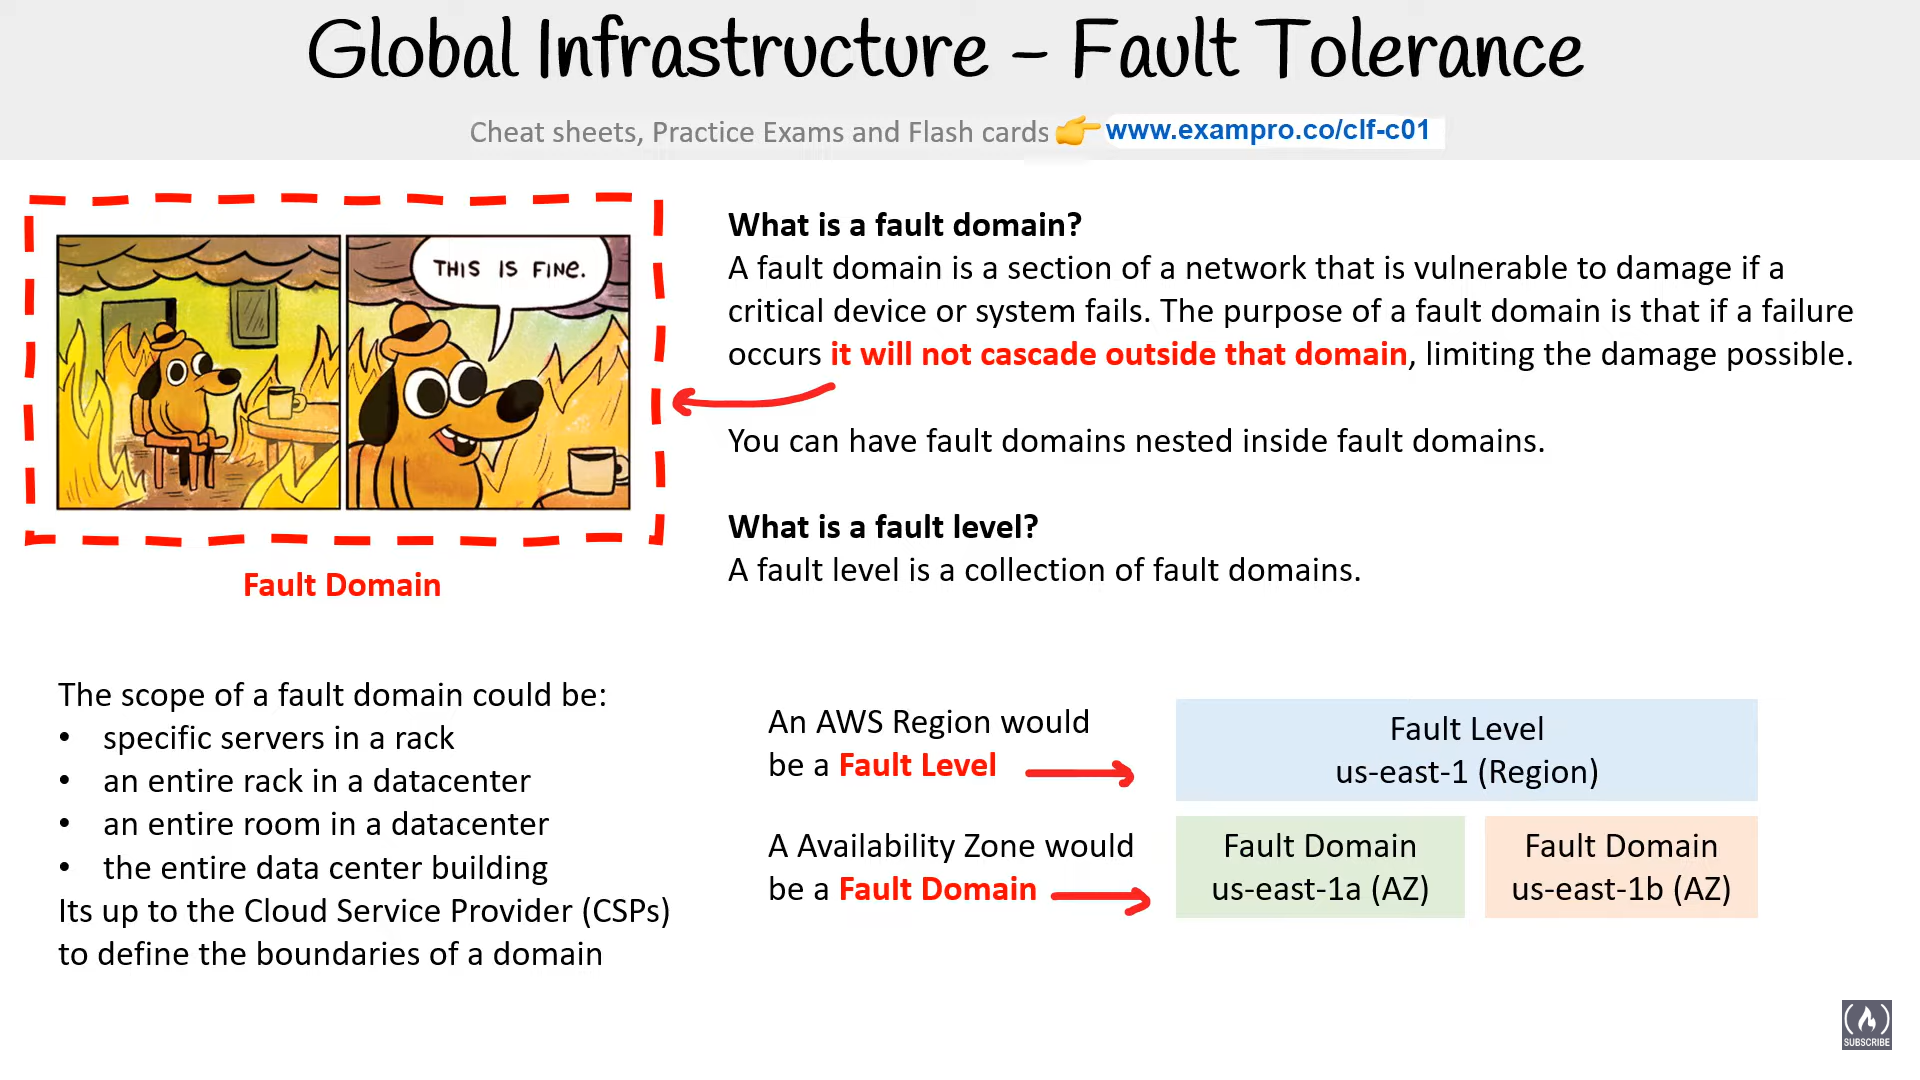 Global Infrastructure – Fault Tolerance
Cheat sheets, Practice Exams and Flash cards 👉 www.exampro.co/clf-c01
THIS IS FINE.
Fault Domain
What is a fault domain?
A fault domain is a section of a network that is vulnerable to damage if a
critical device or system fails. The purpose of a fault domain is that if a failure
occurs it will not cascade outside that domain, limiting the damage possible.
You can have fault domains nested inside fault domains.
What is a fault level?
A fault level is a collection of fault domains.
The scope of a fault domain could be:
• specific servers in a rack
• an entire rack in a datacenter
• an entire room in a datacenter
• the entire data center building
Its up to the Cloud Service Provider (CSPs)
to define the boundaries of a domain
An AWS Region would
be a Fault Level
Fault Level
us-east-1 (Region)
A Availability Zone would
be a Fault Domain
Fault Domain
us-east-1a (AZ)
Fault Domain
us-east-1b (AZ)
SUBSCRIBE